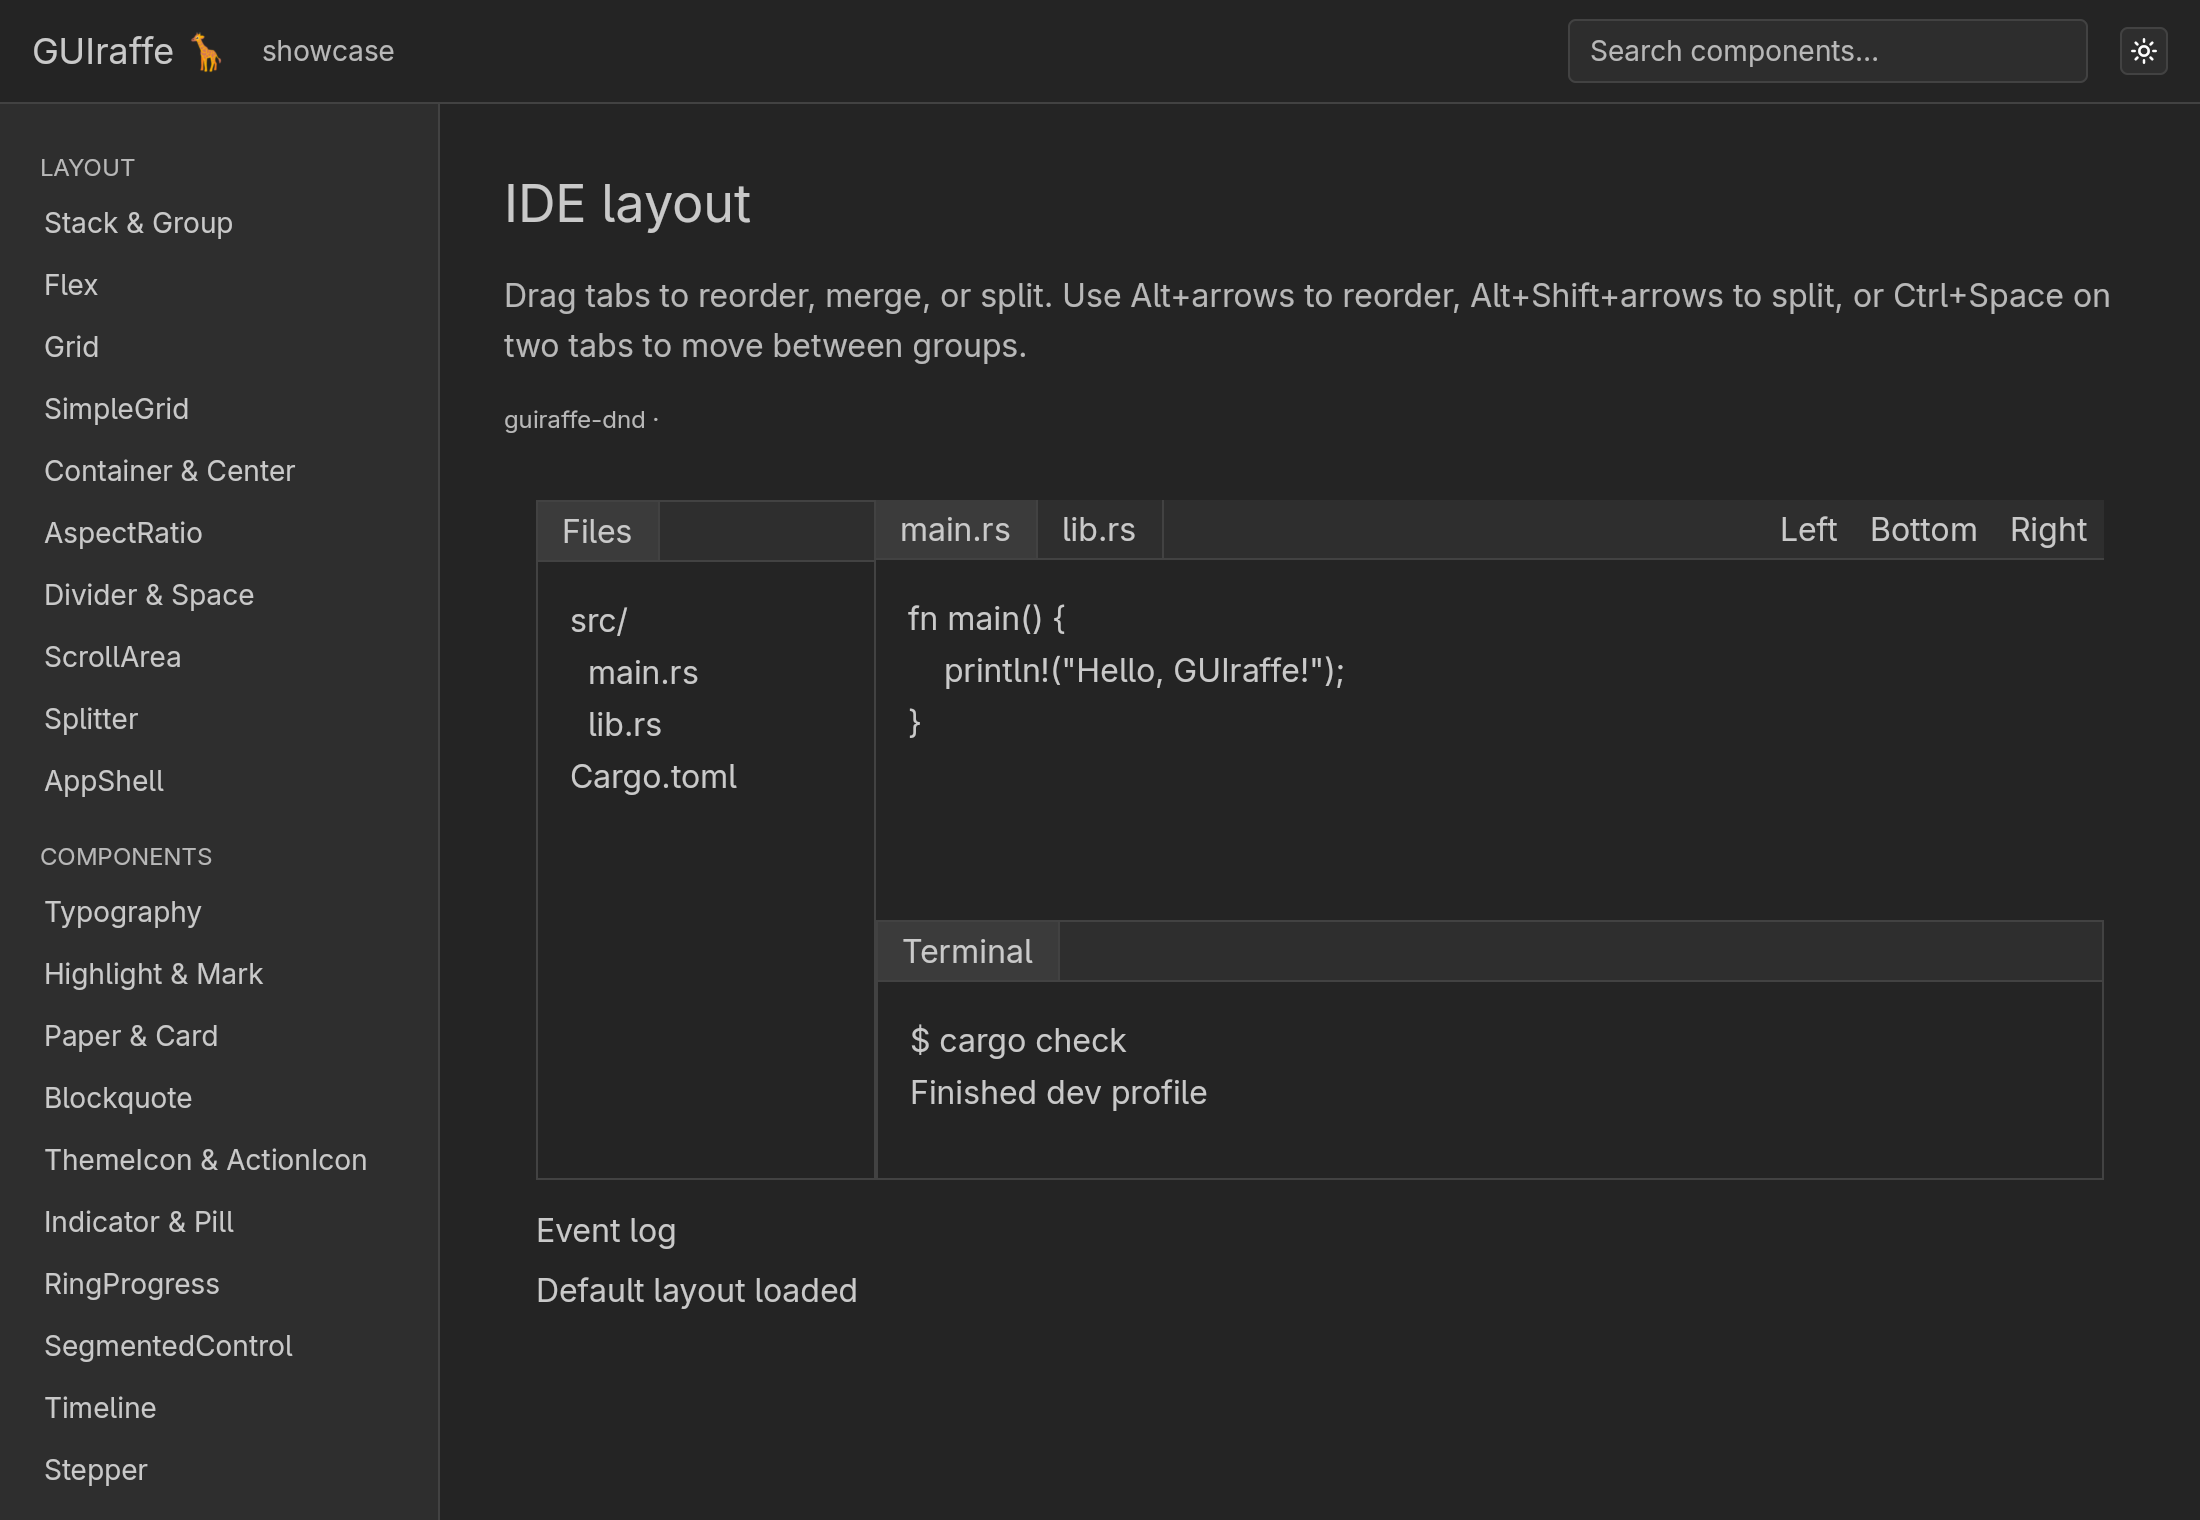 GUIraffe 🦒 showcase
Search components...
LAYOUT
Stack & Group
Flex
Grid
SimpleGrid
Container & Center
AspectRatio
Divider & Space
ScrollArea
Splitter
AppShell
COMPONENTS
Typography
Highlight & Mark
Paper & Card
Blockquote
ThemeIcon & ActionIcon
Indicator & Pill
RingProgress
SegmentedControl
Timeline
Stepper
IDE layout
Drag tabs to reorder, merge, or split. Use Alt+arrows to reorder, Alt+Shift+arrows to split, or Ctrl+Space on
two tabs to move between groups.
guiraffe-dnd ·
Files
src/
main.rs
lib.rs
Cargo.toml
main.rs lib.rs
Left Bottom Right
fn main() {
    println!("Hello, GUIraffe!");
}
Terminal
$ cargo check
Finished dev profile
Event log
Default layout loaded